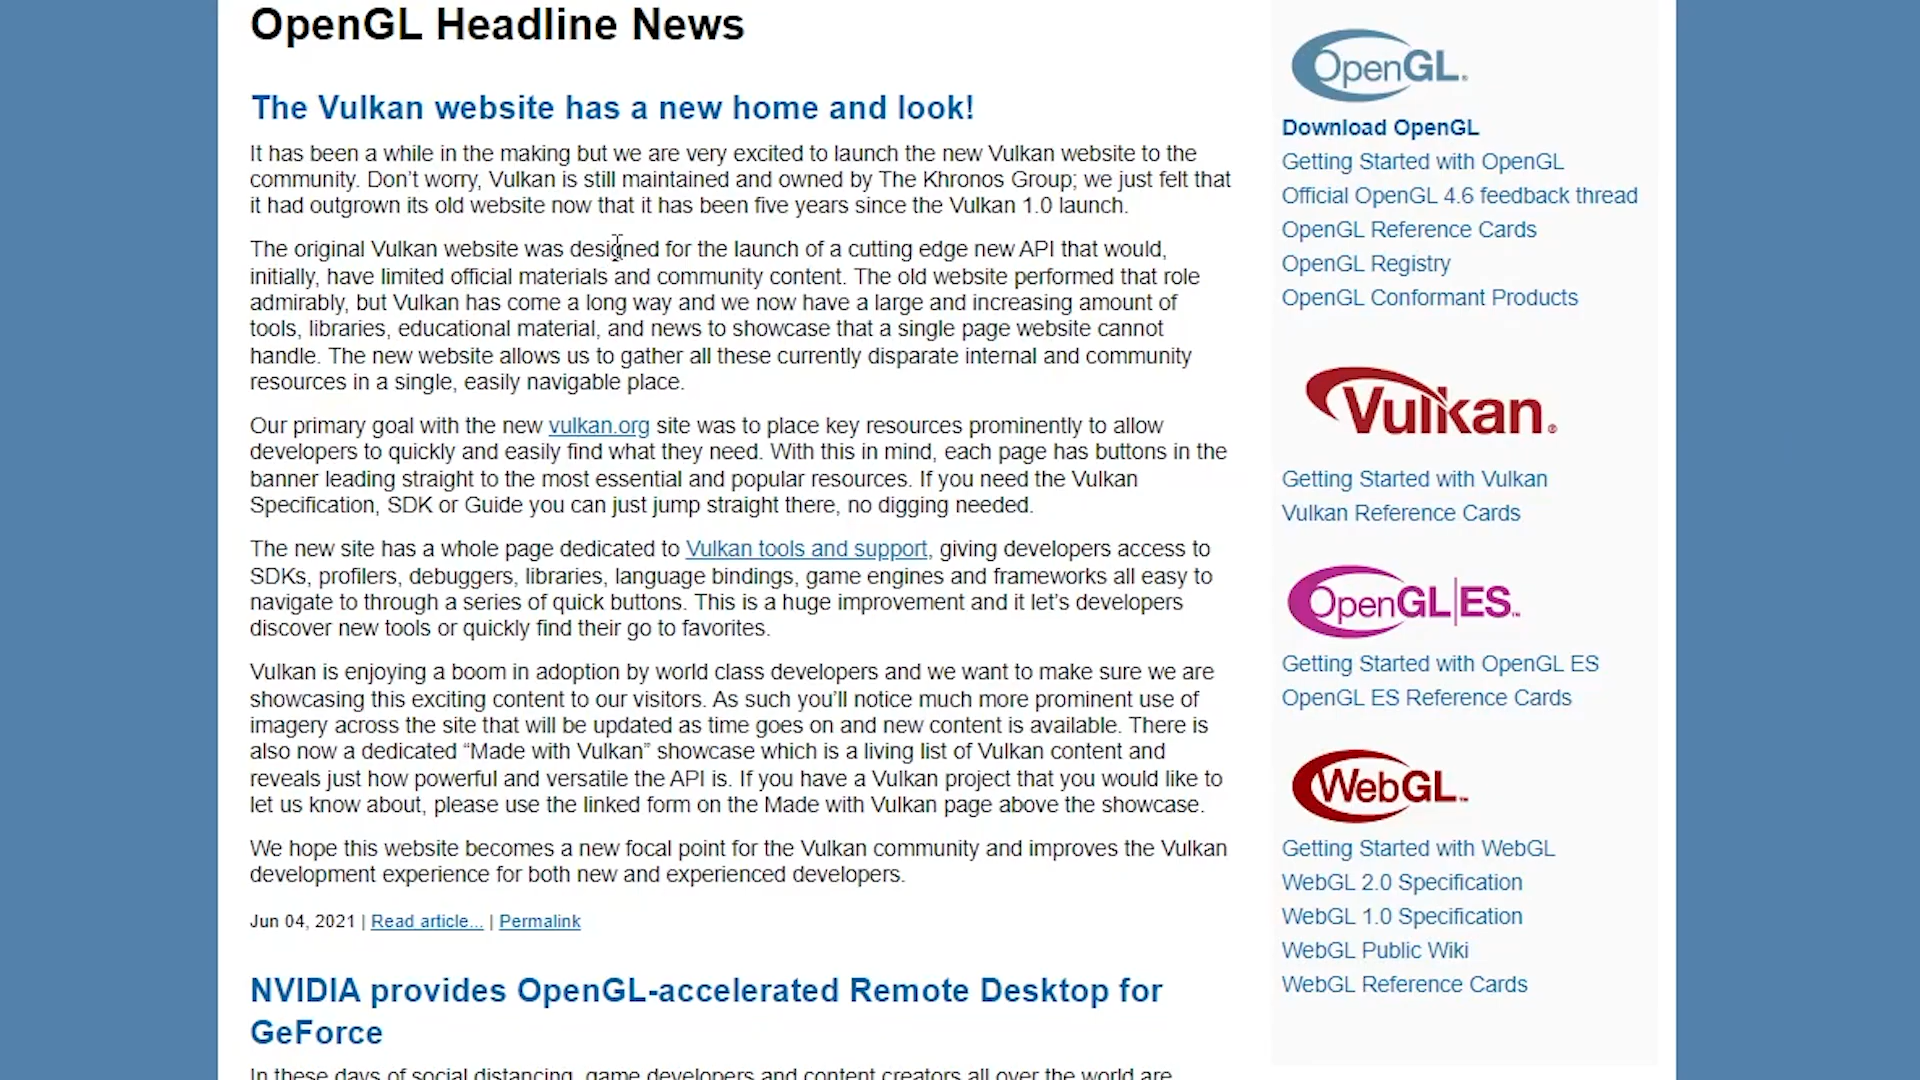 OpenGL Headline News
The Vulkan website has a new home and look!
It has been a while in the making but we are very excited to launch the new Vulkan website to the
community. Don’t worry, Vulkan is still maintained and owned by The Khronos Group; we just felt that
it had outgrown its old website now that it has been five years since the Vulkan 1.0 launch.
The original Vulkan website was designed for the launch of a cutting edge new API that would,
initially, have limited official materials and community content. The old website performed that role
admirably, but Vulkan has come a long way and we now have a large and increasing amount of
tools, libraries, educational material, and news to showcase that a single page website cannot
handle. The new website allows us to gather all these currently disparate internal and community
resources in a single, easily navigable place.
Our primary goal with the new vulkan.org site was to place key resources prominently to allow
developers to quickly and easily find what they need. With this in mind, each page has buttons in the
banner leading straight to the most essential and popular resources. If you need the Vulkan
Specification, SDK or Guide you can just jump straight there, no digging needed.
The new site has a whole page dedicated to Vulkan tools and support, giving developers access to
SDKs, profilers, debuggers, libraries, language bindings, game engines and frameworks all easy to
navigate to through a series of quick buttons. This is a huge improvement and it let’s developers
discover new tools or quickly find their go to favorites.
Vulkan is enjoying a boom in adoption by world class developers and we want to make sure we are
showcasing this exciting content to our visitors. As such you’ll notice much more prominent use of
imagery across the site that will be updated as time goes on and new content is available. There is
also now a dedicated “Made with Vulkan” showcase which is a living list of Vulkan content and
reveals just how powerful and versatile the API is. If you have a Vulkan project that you would like to
let us know about, please use the linked form on the Made with Vulkan page above the showcase.
We hope this website becomes a new focal point for the Vulkan community and improves the Vulkan
development experience for both new and experienced developers.
Jun 04, 2021 | Read article... | Permalink
NVIDIA provides OpenGL-accelerated Remote Desktop for
GeForce
In these days of social distancing, game developers and content creators all over the world are
OpenGL®
Download OpenGL
Getting Started with OpenGL
Official OpenGL 4.6 feedback thread
OpenGL Reference Cards
OpenGL Registry
OpenGL Conformant Products
Vulkan®
Getting Started with Vulkan
Vulkan Reference Cards
OpenGL|ES™
Getting Started with OpenGL ES
OpenGL ES Reference Cards
WebGL™
Getting Started with WebGL
WebGL 2.0 Specification
WebGL 1.0 Specification
WebGL Public Wiki
WebGL Reference Cards